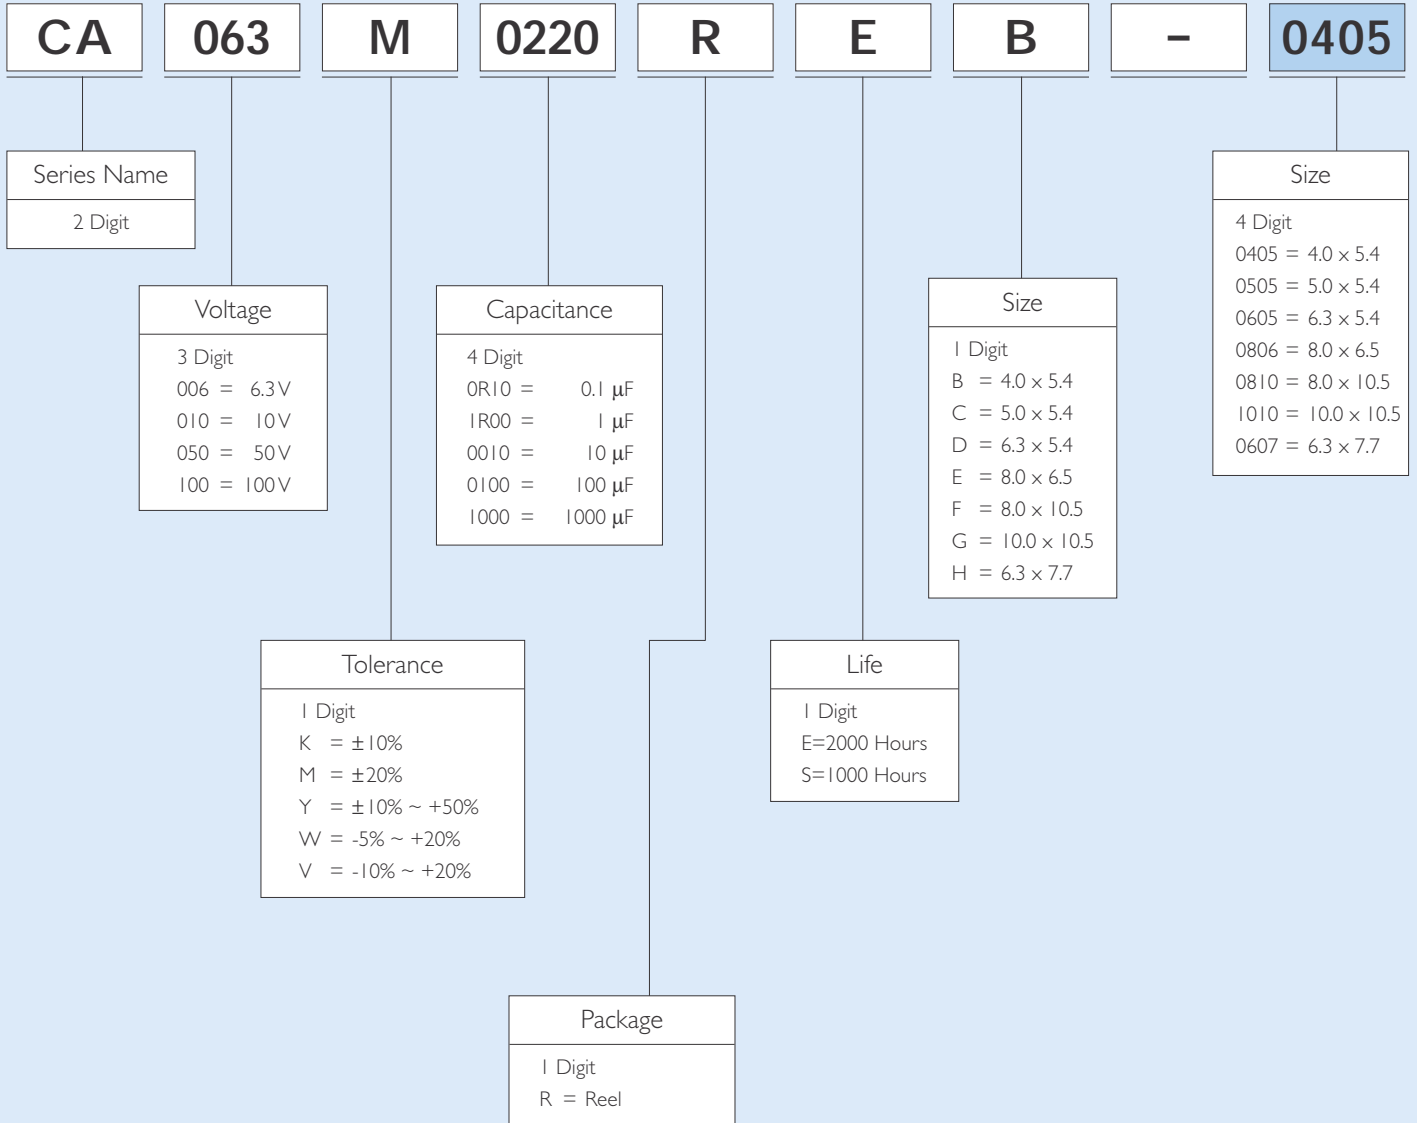 CA 063 M 0220 R E B – 0405
Series Name
2 Digit
Voltage
3 Digit
006 = 6.3V
010 = 10V
050 = 50V
100 = 100V
Capacitance
4 Digit
0R10 = 0.1 μF
1R00 = 1 μF
0010 = 10 μF
0100 = 100 μF
1000 = 1000 μF
Size
1 Digit
B = 4.0 x 5.4
C = 5.0 x 5.4
D = 6.3 x 5.4
E = 8.0 x 6.5
F = 8.0 x 10.5
G = 10.0 x 10.5
H = 6.3 x 7.7
Size
4 Digit
0405 = 4.0 x 5.4
0505 = 5.0 x 5.4
0605 = 6.3 x 5.4
0806 = 8.0 x 6.5
0810 = 8.0 x 10.5
1010 = 10.0 x 10.5
0607 = 6.3 x 7.7
Tolerance
1 Digit
K = ±10%
M = ±20%
Y = ±10% ~ +50%
W = -5% ~ +20%
V = -10% ~ +20%
Life
1 Digit
E=2000 Hours
S=1000 Hours
Package
1 Digit
R = Reel